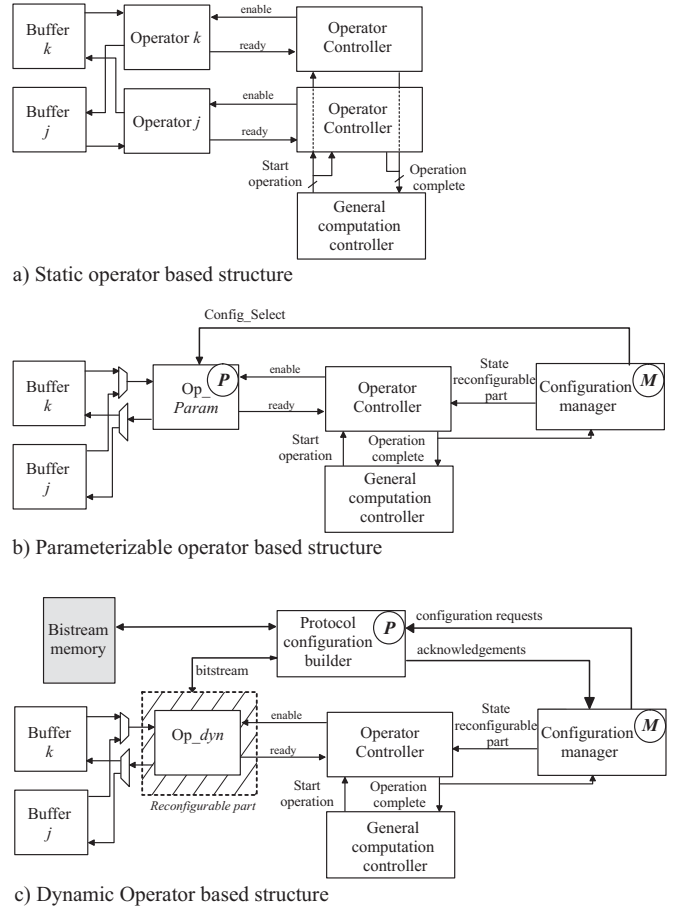 Buffer
k
Operator k
enable
ready
Operator
Controller
Buffer
j
Operator j
enable
ready
Operator
Controller
Start
operation
Operation
complete
General
computation
controller
a) Static operator based structure
Config_Select
Buffer
k
Op_
Param
P
enable
ready
Operator
Controller
State
reconfigurable
part
Configuration
manager
M
Buffer
j
Start
operation
Operation
complete
General
computation
controller
b) Parameterizable operator based structure
Bistream
memory
Protocol
configuration
builder
P
configuration requests
acknowledgements
bitstream
Buffer
k
Op_dyn
enable
ready
Operator
Controller
State
reconfigurable
part
Configuration
manager
M
Buffer
j
Reconfigurable part
Start
operation
Operation
complete
General
computation
controller
c) Dynamic Operator based structure